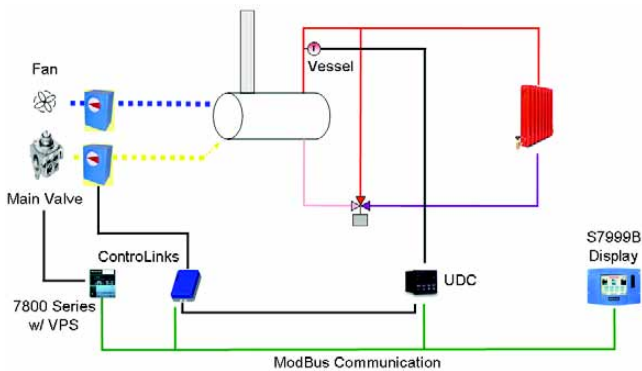 Fan
Vessel
Main Valve
ControLinks
S7999B
Display
UDC
7800 Series
w/ VPS
ModBus Communication